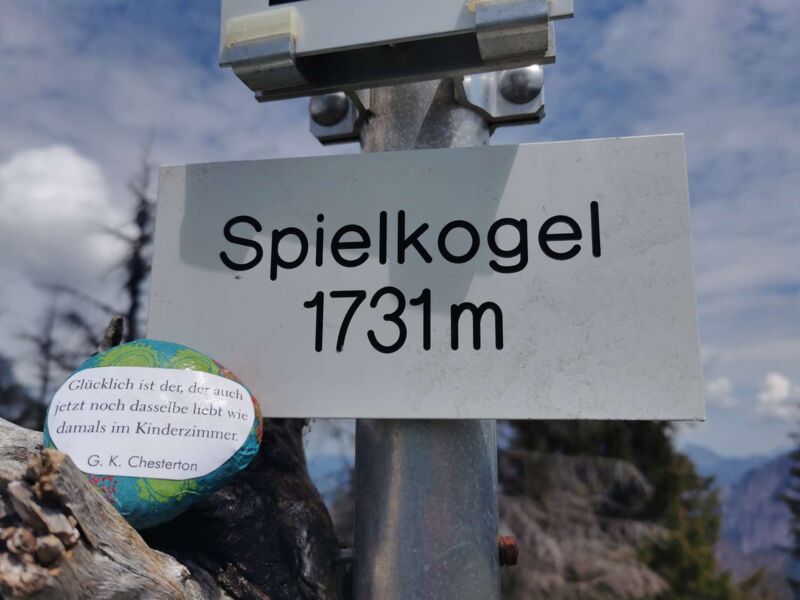 Spielkogel
1731m
Glücklich ist der, der auch
jetzt noch dasselbe liebt wie
damals im Kinderzimmer.
G. K. Chesterton